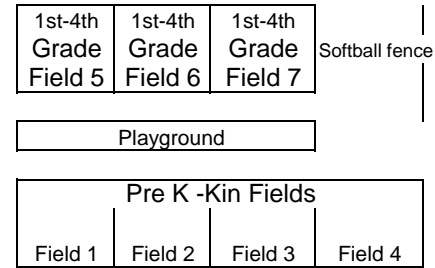 1st-4th 1st-4th 1st-4th
Grade Grade Grade Softball fence
Field 5 Field 6 Field 7
Playground
Pre K -Kin Fields
Field 1 Field 2 Field 3 Field 4